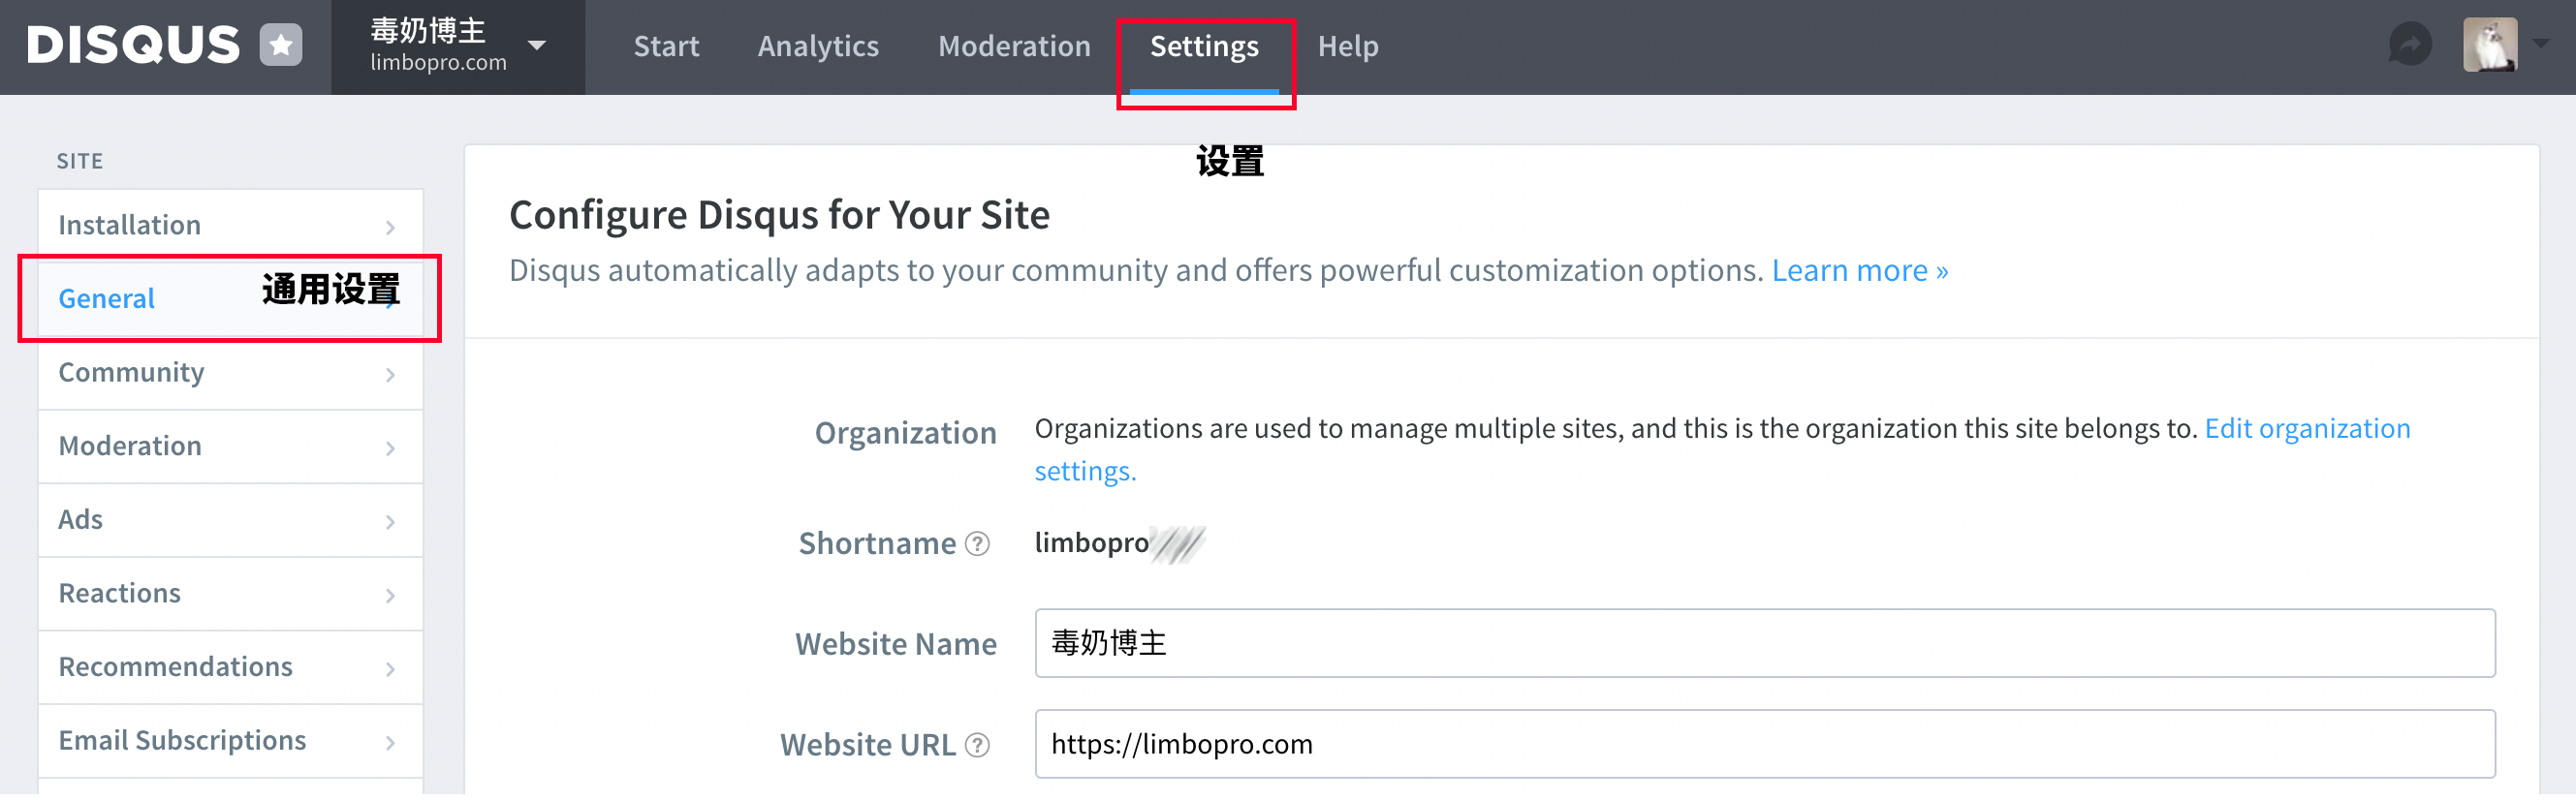 DISQUS
毒奶博主
limbopro.com
Start
Analytics
Moderation
Settings
Help
设置
SITE
Installation
General
通用设置
Community
Moderation
Ads
Reactions
Recommendations
Email Subscriptions
Configure Disqus for Your Site
Disqus automatically adapts to your community and offers powerful customization options. Learn more »
Organization
Organizations are used to manage multiple sites, and this is the organization this site belongs to. Edit organization
settings.
Shortname ?
limbopro
Website Name
毒奶博主
Website URL ?
https://limbopro.com